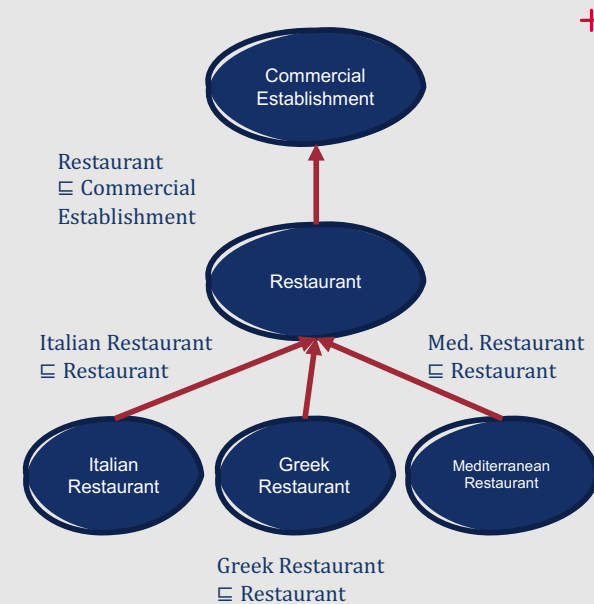 Commercial
Establishment
Restaurant
⊑ Commercial
Establishment
Restaurant
Italian Restaurant
⊑ Restaurant
Med. Restaurant
⊑ Restaurant
Italian
Restaurant
Greek
Restaurant
Mediterranean
Restaurant
Greek Restaurant
⊑ Restaurant